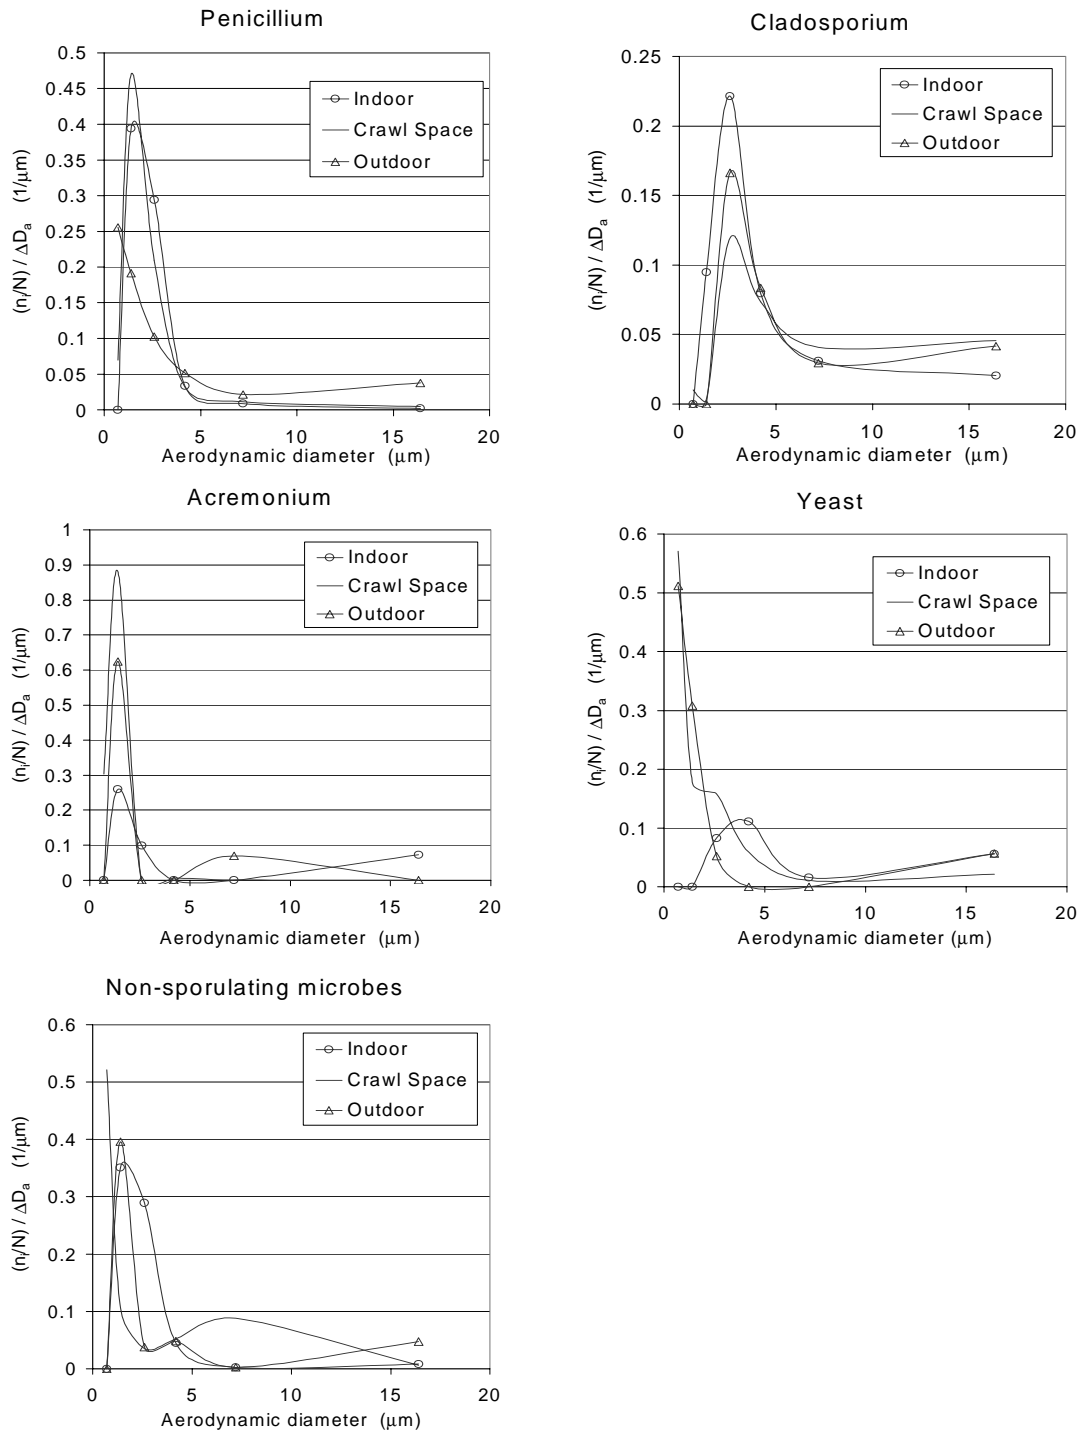 Penicillium
0.5
0.45
0.4
0.35
0.3
0.25
0.2
0.15
0.1
0.05
0
(ni/N) / ΔDa (1/μm)
Indoor
Crawl Space
Outdoor
0 5 10 15 20
Aerodynamic diameter (μm)
Cladosporium
0.25
0.2
0.15
0.1
0.05
0
(ni/N) / ΔDa (1/μm)
Indoor
Crawl Space
Outdoor
0 5 10 15 20
Aerodynamic diameter (μm)
Acremonium
1
0.9
0.8
0.7
0.6
0.5
0.4
0.3
0.2
0.1
0
(ni/N) / ΔDa (1/μm)
Indoor
Crawl Space
Outdoor
0 5 10 15 20
Aerodynamic diameter (μm)
Yeast
0.6
0.5
0.4
0.3
0.2
0.1
0
(ni/N) / ΔDa (1/μm)
Indoor
Crawl Space
Outdoor
0 5 10 15 20
Aerodynamic diameter (μm)
Non-sporulating microbes
0.6
0.5
0.4
0.3
0.2
0.1
0
(ni/N) / ΔDa (1/μm)
Indoor
Crawl Space
Outdoor
0 5 10 15 20
Aerodynamic diameter (μm)